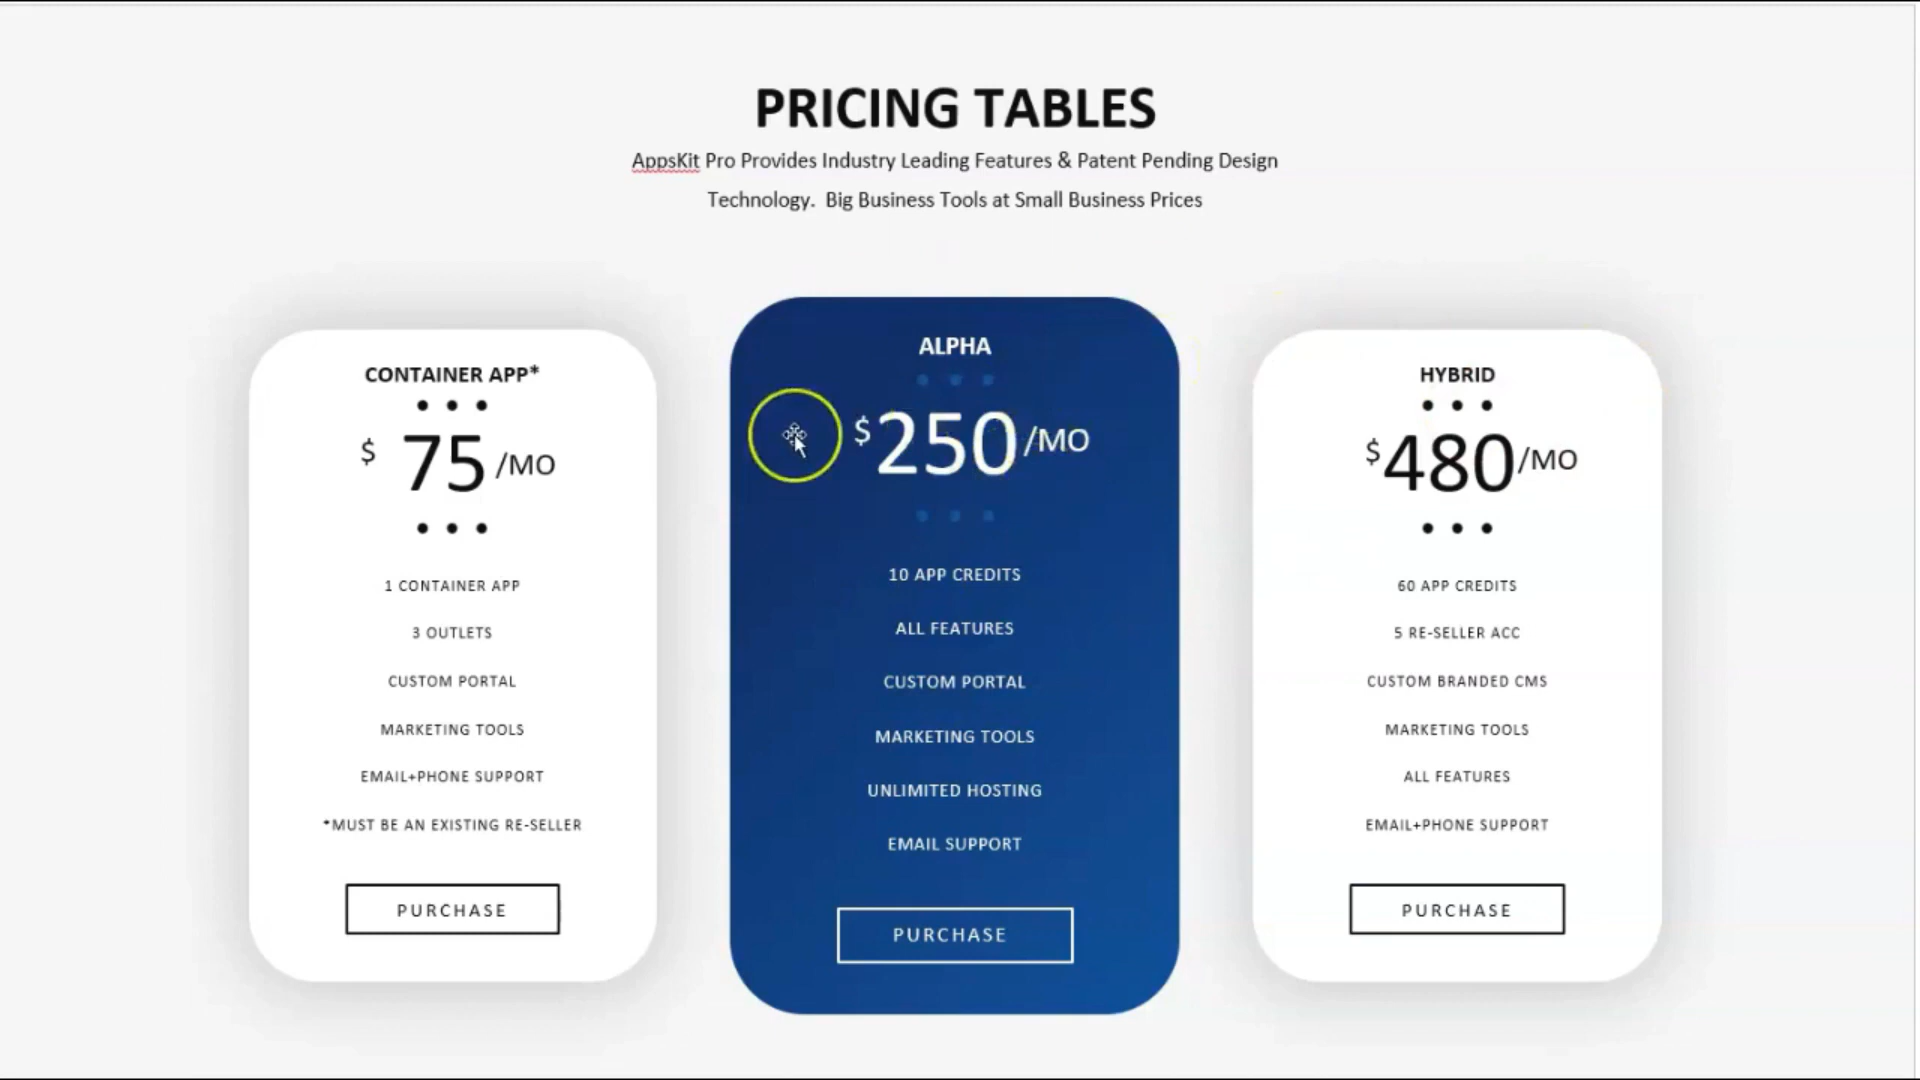 PRICING TABLES
AppsKit Pro Provides Industry Leading Features & Patent Pending Design
Technology.  Big Business Tools at Small Business Prices
CONTAINER APP*
$ 75 /MO
1 CONTAINER APP
3 OUTLETS
CUSTOM PORTAL
MARKETING TOOLS
EMAIL+PHONE SUPPORT
*MUST BE AN EXISTING RE-SELLER
PURCHASE
ALPHA
$250/MO
10 APP CREDITS
ALL FEATURES
CUSTOM PORTAL
MARKETING TOOLS
UNLIMITED HOSTING
EMAIL SUPPORT
PURCHASE
HYBRID
$480/MO
60 APP CREDITS
5 RE-SELLER ACC
CUSTOM BRANDED CMS
MARKETING TOOLS
ALL FEATURES
EMAIL+PHONE SUPPORT
PURCHASE